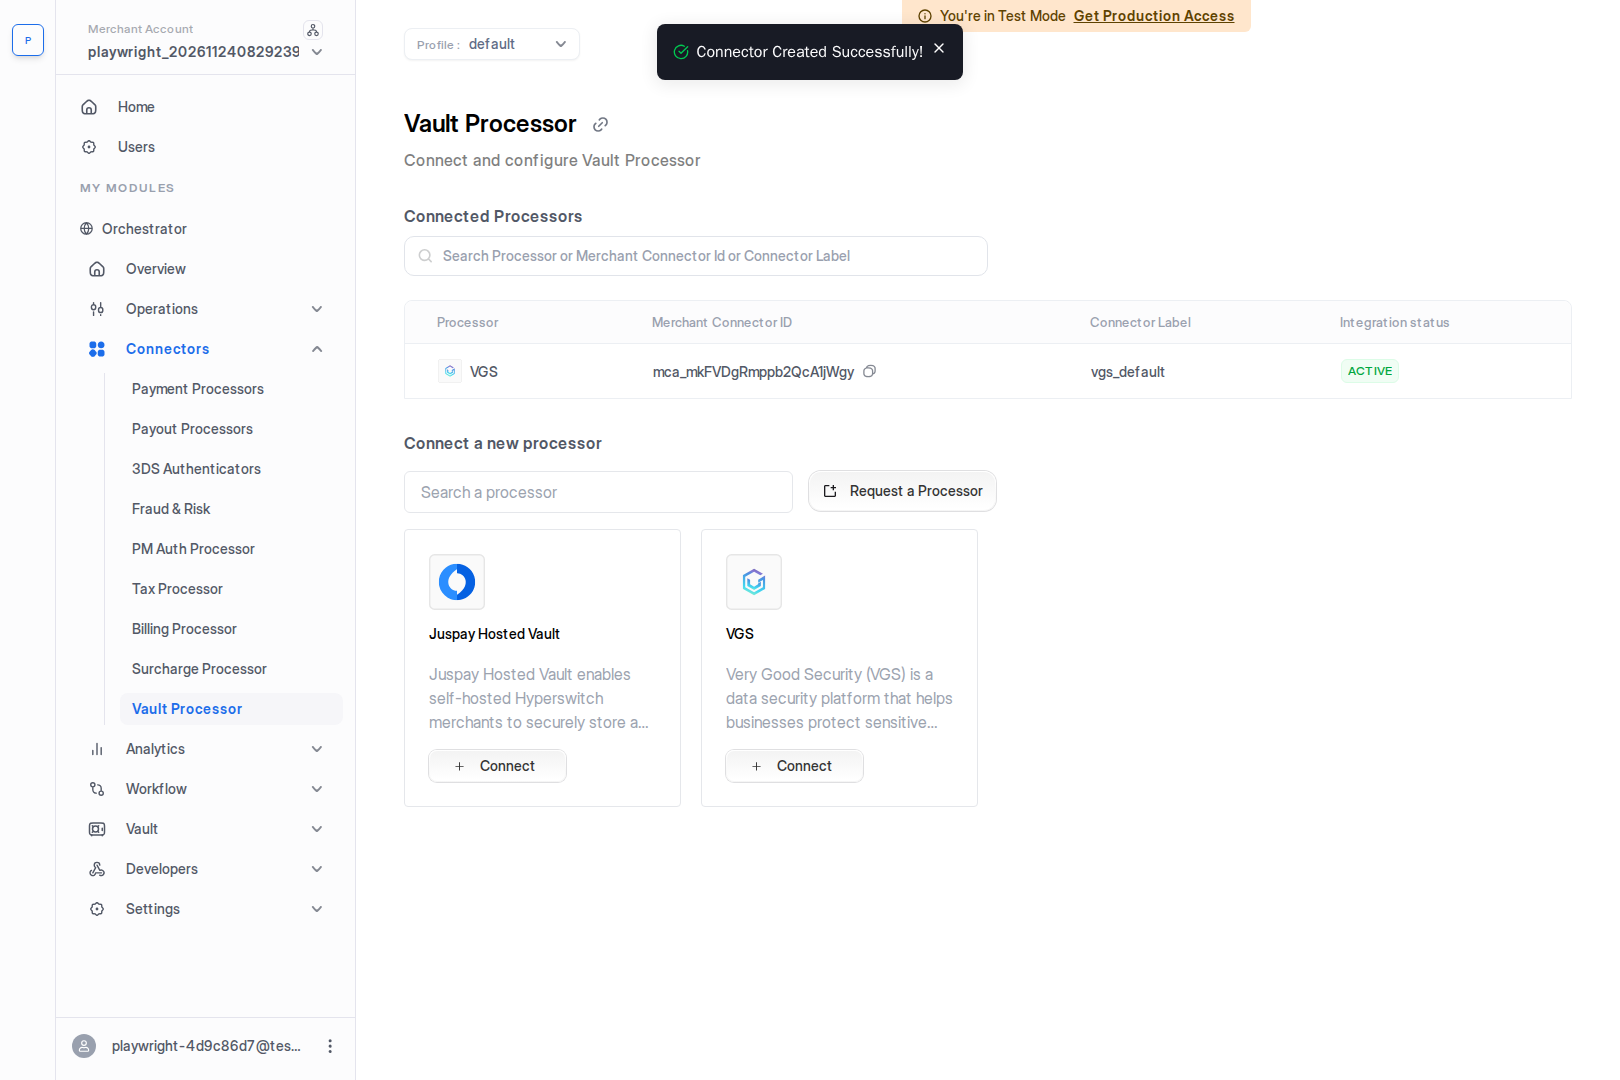 P
Merchant Account
playwright_202611240829239
Home
Users
MY MODULES
Orchestrator
Overview
Operations
Connectors
Payment Processors
Payout Processors
3DS Authenticators
Fraud & Risk
PM Auth Processor
Tax Processor
Billing Processor
Surcharge Processor
Vault Processor
Analytics
Workflow
Vault
Developers
Settings
playwright-4d9c86d7@tes...
You're in Test Mode Get Production Access
Profile : default
Connector Created Successfully!
Vault Processor
Connect and configure Vault Processor
Connected Processors
Search Processor or Merchant Connector Id or Connector Label
Processor Merchant Connector ID Connector Label Integration status
VGS mca_mkFVDgRmppb2QcA1jWgy vgs_default ACTIVE
Connect a new processor
Search a processor
Request a Processor
Juspay Hosted Vault
Juspay Hosted Vault enables
self-hosted Hyperswitch
merchants to securely store a...
Connect
VGS
Very Good Security (VGS) is a
data security platform that helps
businesses protect sensitive...
Connect